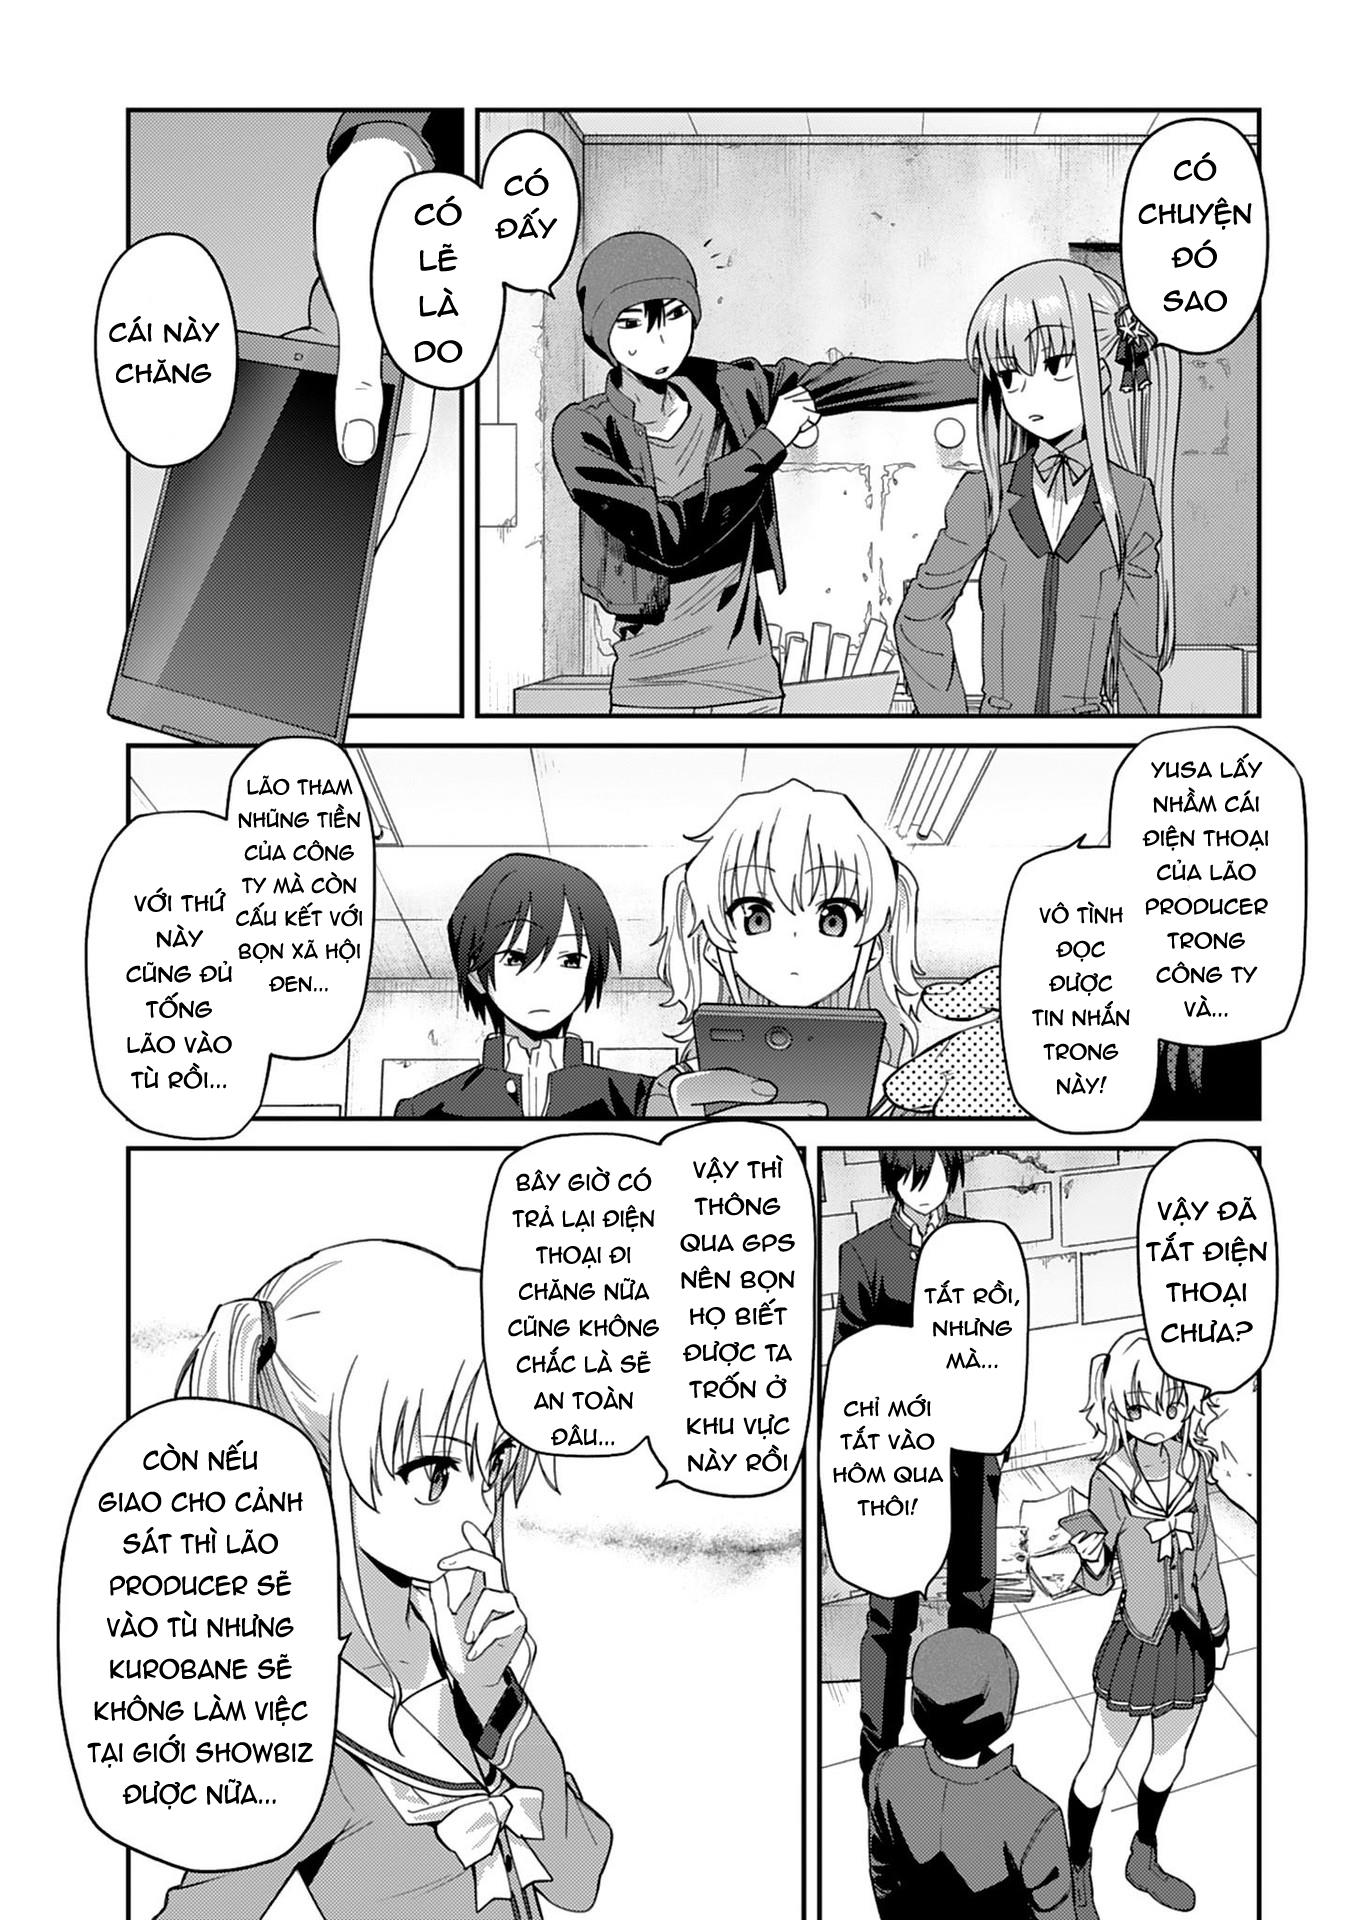 CÓ
CHUYỆN
ĐÓ
SAO
CÓ
ĐẤY
CÓ
LẼ
LÀ
DO
CÁI NÀY
CHĂNG
YUSA LẤY
NHẦM CÁI
ĐIỆN THOẠI
CỦA LÃO
PRODUCER
TRONG
CÔNG TY
VÀ...
VÔ TÌNH
ĐỌC
ĐƯỢC
TIN NHẮN
TRONG
NÀY!
LÃO THAM
NHŨNG TIỀN
CỦA CÔNG
TY MÀ CÒN
CẤU KẾT VỚI
BỌN XÃ HỘI
ĐEN...
VỚI THỨ
NÀY
CŨNG ĐỦ
TỐNG
LÃO VÀO
TÙ RỒI...
VẬY ĐÃ
TẮT ĐIỆN
THOẠI
CHƯA?
TẮT RỒI,
NHƯNG
MÀ...
CHỈ MỚI
TẮT VÀO
HÔM QUA
THÔI!
VẬY THÌ
THÔNG
QUA GPS
NÊN BỌN
HỌ BIẾT
ĐƯỢC TA
TRỐN Ở
KHU VỰC
NÀY RỒI
BÂY GIỜ CÓ
TRẢ LẠI ĐIỆN
THOẠI ĐI
CHĂNG NỮA
CŨNG KHÔNG
CHẮC LÀ SẼ
AN TOÀN
ĐÂU...
CÒN NẾU
GIAO CHO CẢNH
SÁT THÌ LÃO
PRODUCER SẼ
VÀO TÙ NHƯNG
KUROBANE SẼ
KHÔNG LÀM VIỆC
TẠI GIỚI SHOWBIZ
ĐƯỢC NỮA...